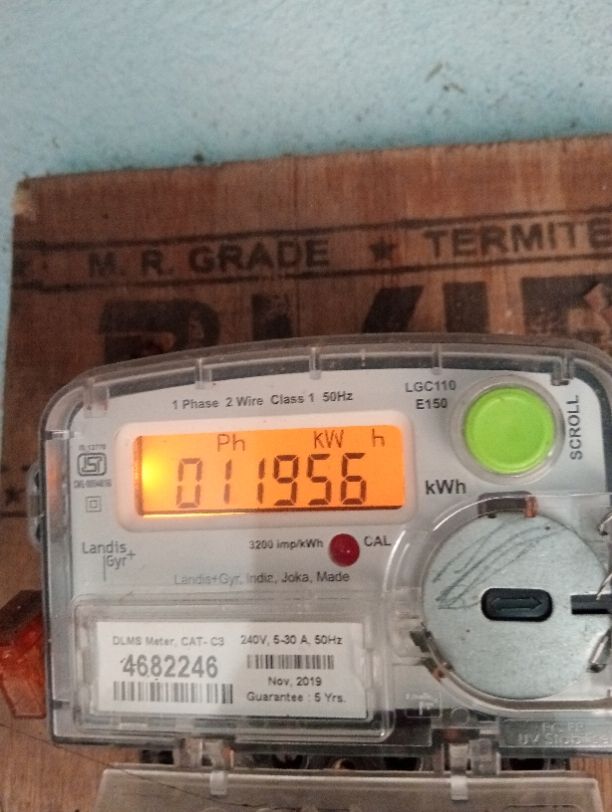 M. R. GRADE ★ TERMITE
LGC110
E150
1 Phase 2 Wire Class 1 50Hz
SCROLL
Ph kW h
011956
kWh
Landis
Gyr+
3200 imp/kWh CAL
Landis+Gyr, India, Joka, Made
DLMS Meter, CAT- C3 240V, 5-30 A, 50Hz
4682246
Nov, 2019
Guarantee : 5 Yrs.